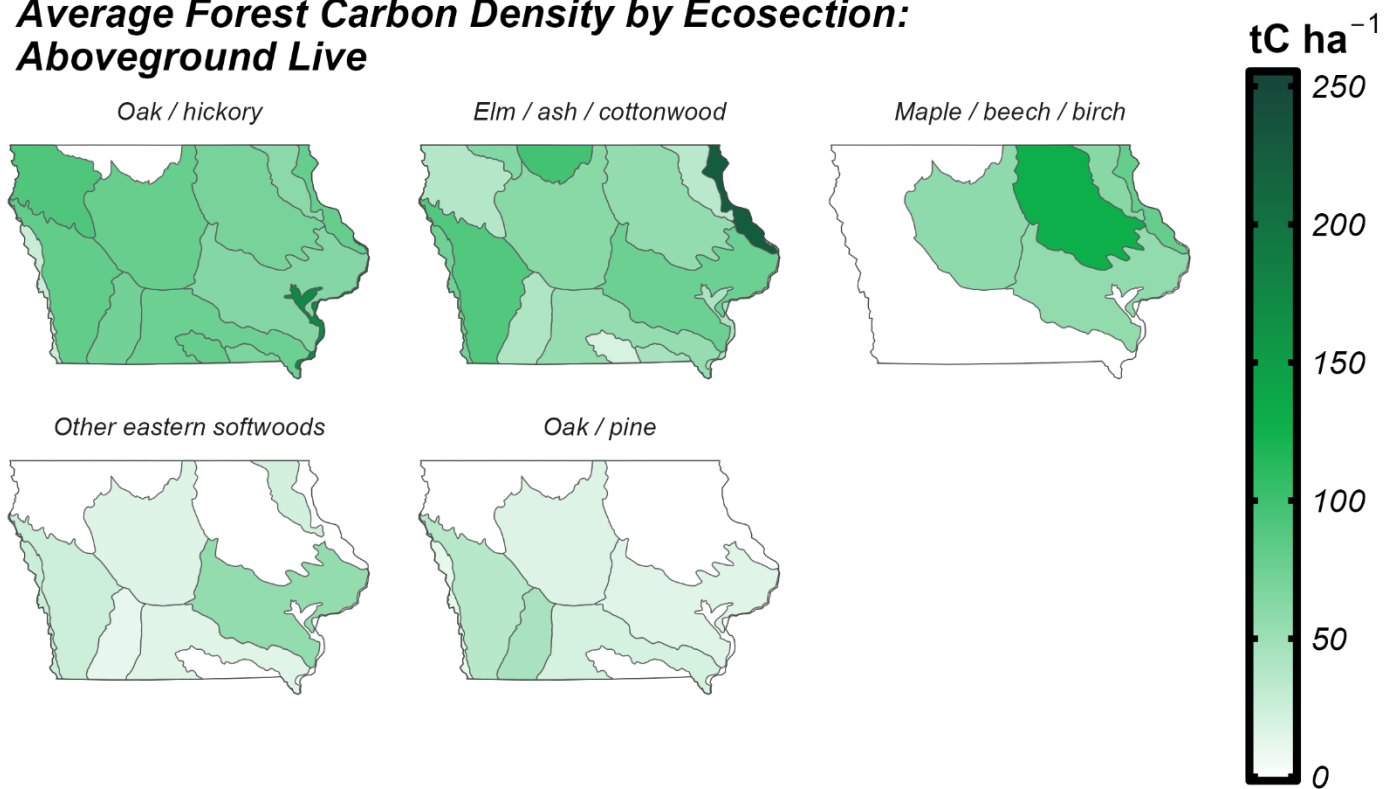 Average Forest Carbon Density by Ecosection:
Aboveground Live
tC ha⁻¹
Oak / hickory
Elm / ash / cottonwood
Maple / beech / birch
Other eastern softwoods
Oak / pine
250
200
150
100
50
0